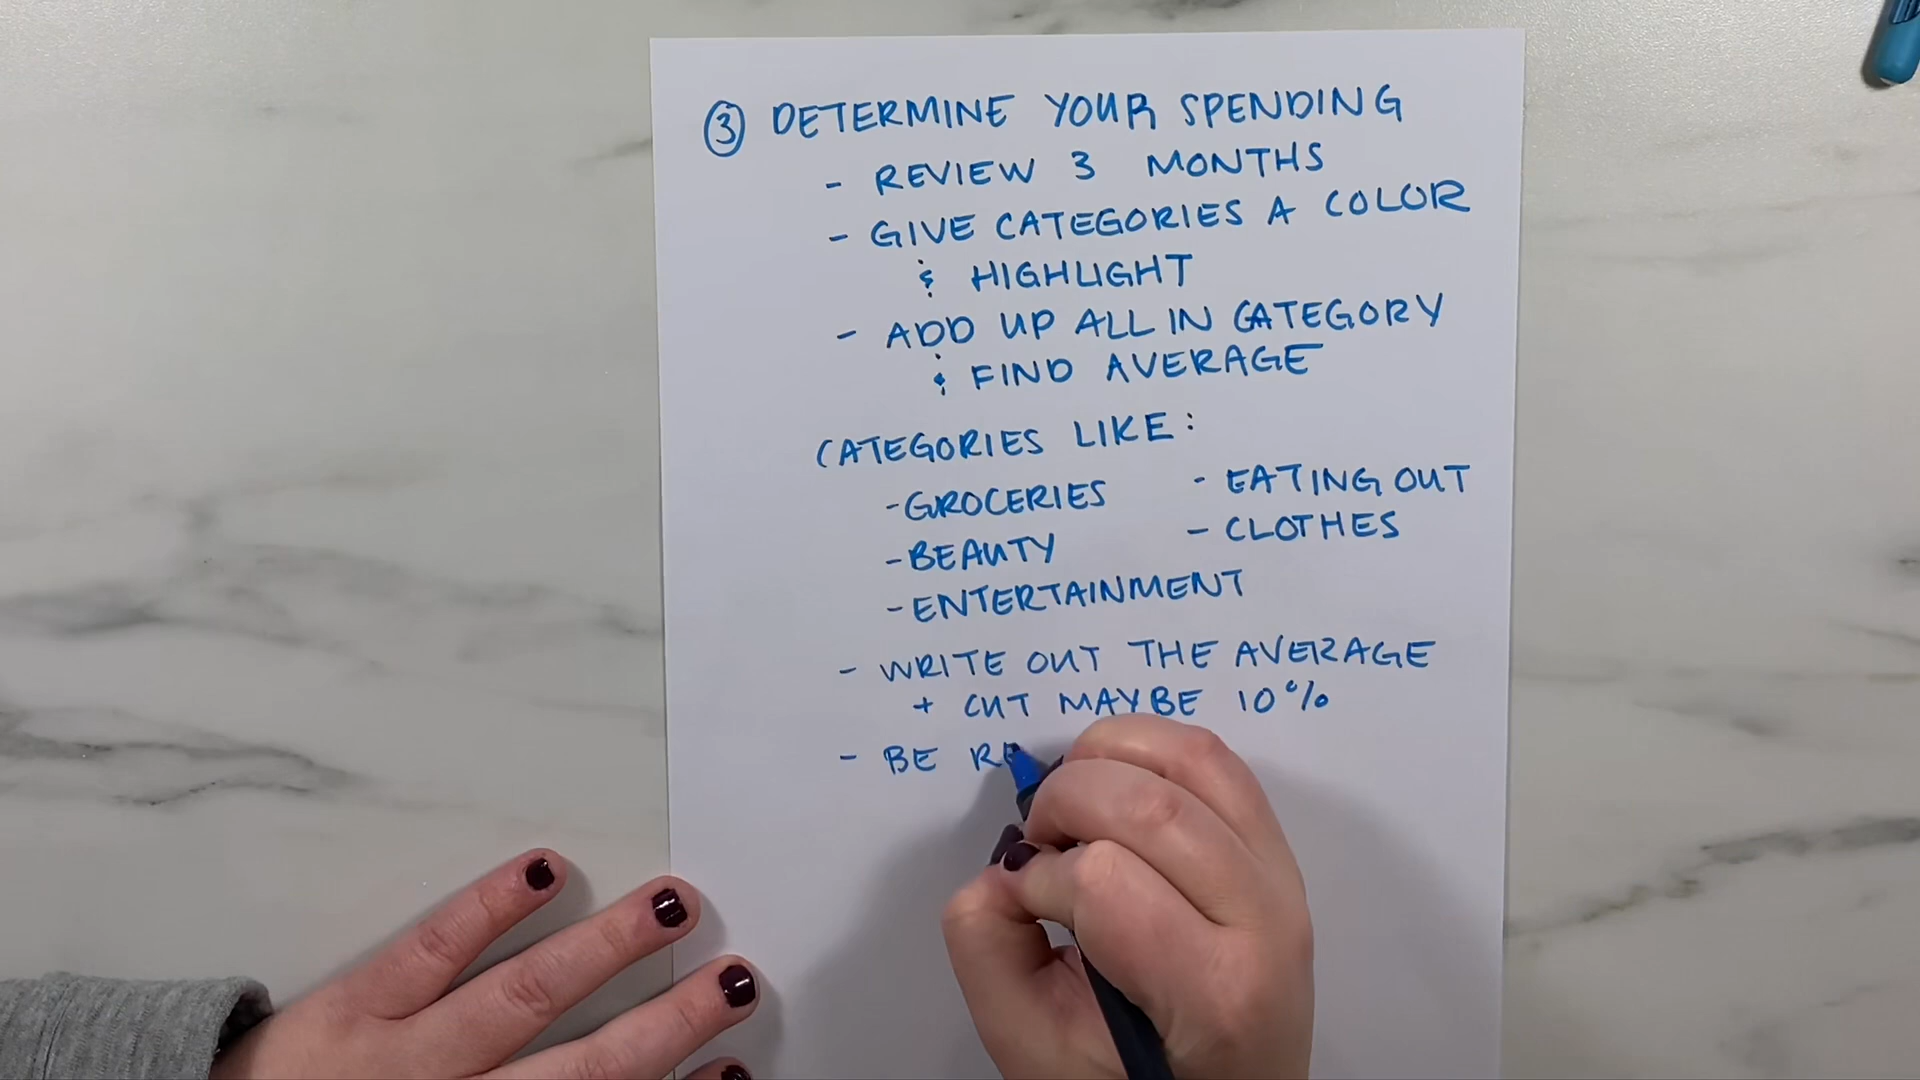 ③ DETERMINE YOUR SPENDING
- REVIEW 3 MONTHS
- GIVE CATEGORIES A COLOR
& HIGHLIGHT
- ADD UP ALL IN CATEGORY
& FIND AVERAGE
CATEGORIES LIKE:
- GROCERIES
- BEAUTY
- ENTERTAINMENT
- EATING OUT
- CLOTHES
- WRITE OUT THE AVERAGE
+ CUT MAYBE 10%
- BE